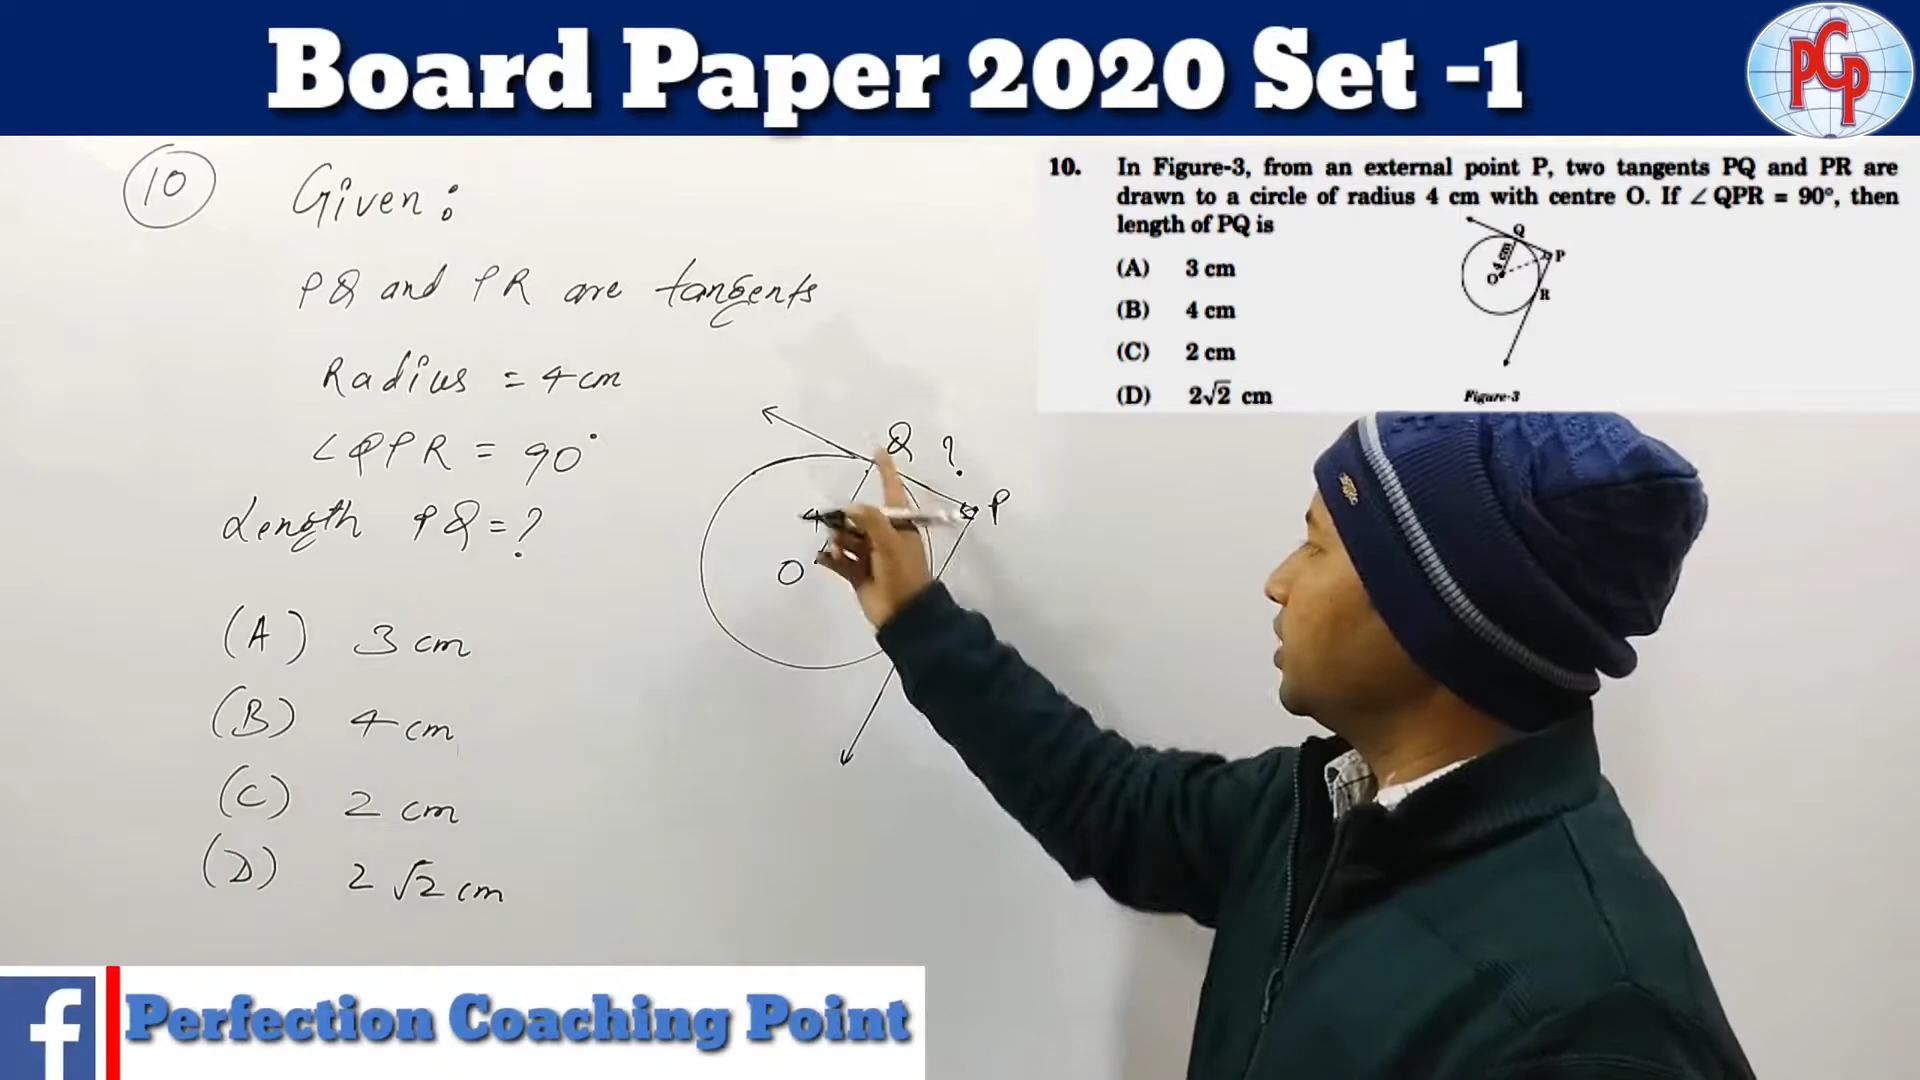 Board Paper 2020 Set -1
PCP
10
Given:
PQ and PR are tangents
Radius = 4 cm
∠QPR = 90°
Length PQ = ?
(A) 3 cm
(B) 4 cm
(C) 2 cm
(D) 2√2 cm
Q ?
P
4
O
10. In Figure-3, from an external point P, two tangents PQ and PR are
drawn to a circle of radius 4 cm with centre O. If ∠ QPR = 90°, then
length of PQ is
(A) 3 cm
(B) 4 cm
(C) 2 cm
(D) 2√2 cm
Q
4 cm
P
O
R
Figure-3
f Perfection Coaching Point